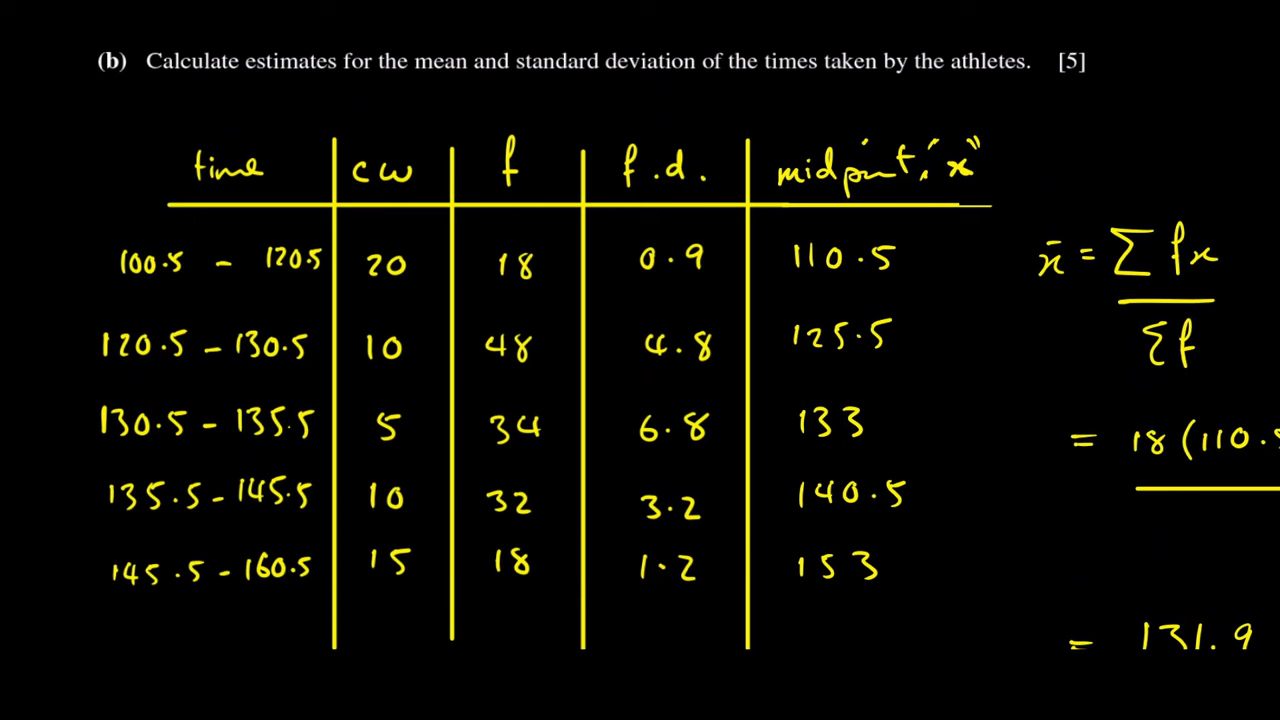 (b) Calculate estimates for the mean and standard deviation of the times taken by the athletes. [5]
time cw f f.d. midpoint, "x"
100.5 - 120.5 20 18 0.9 110.5
x̄ = ∑ fx
120.5 - 130.5 10 48 4.8 125.5
Σf
130.5 - 135.5 5 34 6.8 133
= 18 (110.5
135.5 - 145.5 10 32 3.2 140.5
145.5 - 160.5 15 18 1.2 153
= 131.9